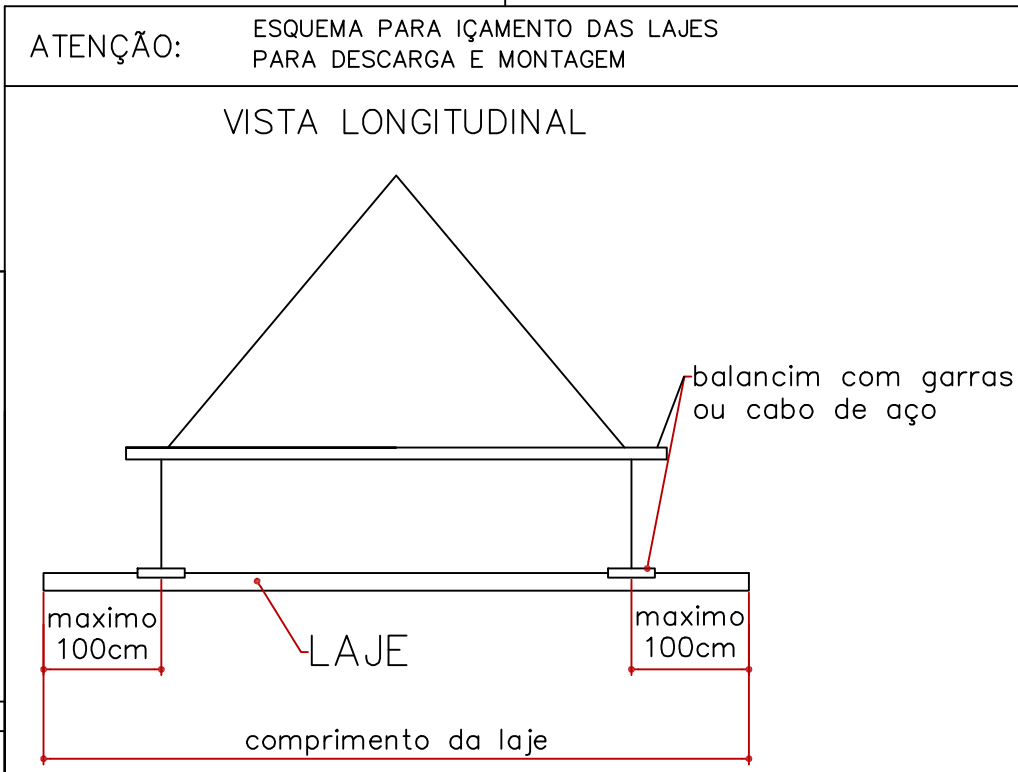 ATENÇÃO:
ESQUEMA PARA IÇAMENTO DAS LAJES
PARA DESCARGA E MONTAGEM
VISTA LONGITUDINAL
balancim com garras
ou cabo de aço
maximo
100cm
LAJE
maximo
100cm
comprimento da laje